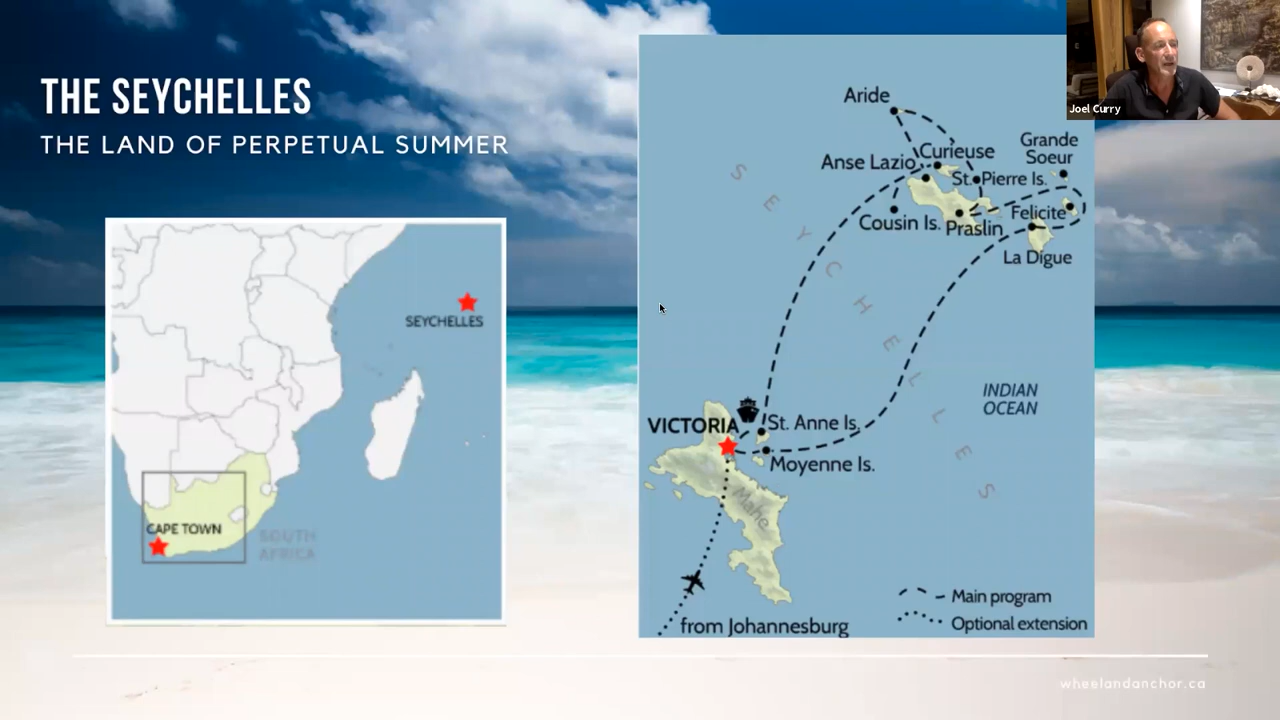 THE SEYCHELLES
THE LAND OF PERPETUAL SUMMER
SEYCHELLES
CAPE TOWN
SOUTH
AFRICA
Aride
Curieuse
Anse Lazio
Grande
Soeur
St. Pierre Is.
Cousin Is.
Praslin
Felicite
La Digue
SEYCHELLES
INDIAN
OCEAN
VICTORIA
St. Anne Is.
Moyenne Is.
Mahe
Main program
Optional extension
from Johannesburg
Joel Curry
wheelandanchor.ca